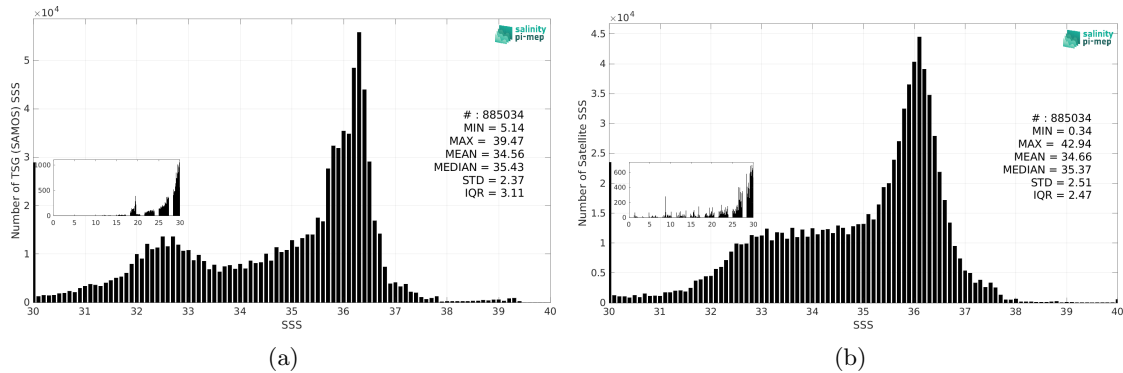 ×10⁴
salinity
pi-mep
# : 885034
MIN = 5.14
MAX = 39.47
MEAN = 34.56
MEDIAN = 35.43
STD = 2.37
IQR = 3.11
Number of TSG (SAMOS) SSS
5
4
3
2
1
0
1000
500
0
0 5 10 15 20 25 30
30 31 32 33 34 35 36 37 38 39 40
SSS
(a)
×10⁴
salinity
pi-mep
# : 885034
MIN = 0.34
MAX = 42.94
MEAN = 34.66
MEDIAN = 35.37
STD = 2.51
IQR = 2.47
Number of Satellite SSS
4.5
4
3.5
3
2.5
2
1.5
1
0.5
0
600
400
200
0
0 5 10 15 20 25 30
30 31 32 33 34 35 36 37 38 39 40
SSS
(b)